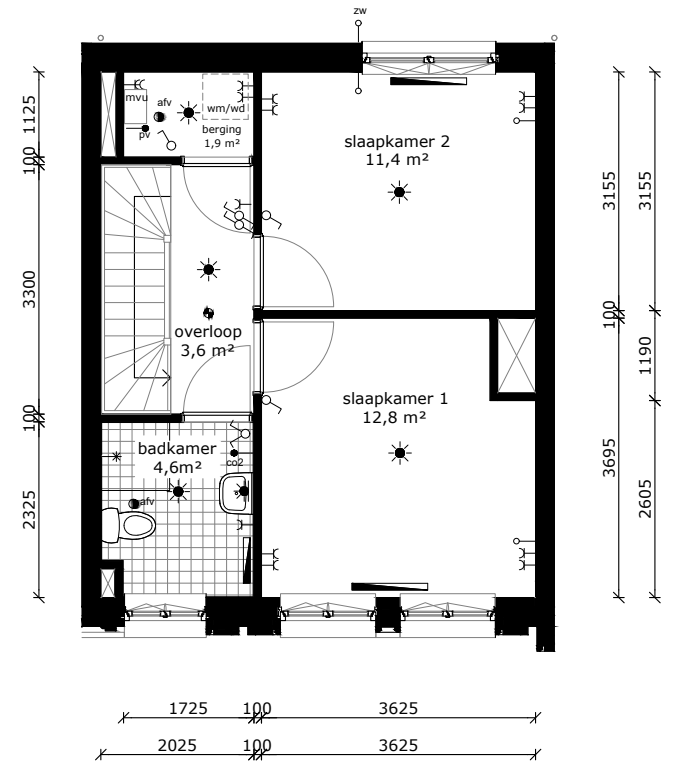 zw
mvu
afv
wm/wd
pv
berging
1,9 m²
slaapkamer 2
11,4 m²
overloop
3,6 m²
slaapkamer 1
12,8 m²
badkamer
4,6m²
co2
afv
1125
100
3300
100
2325
3155
100
3695
3155
1190
2605
1725
100
3625
2025
100
3625